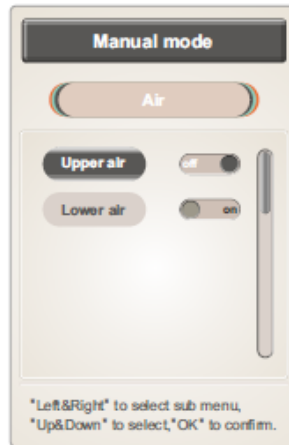 Manual mode
Air
Upper air off
Lower air on
"Left&Right" to select sub menu,
"Up&Down" to select,"OK" to confirm.